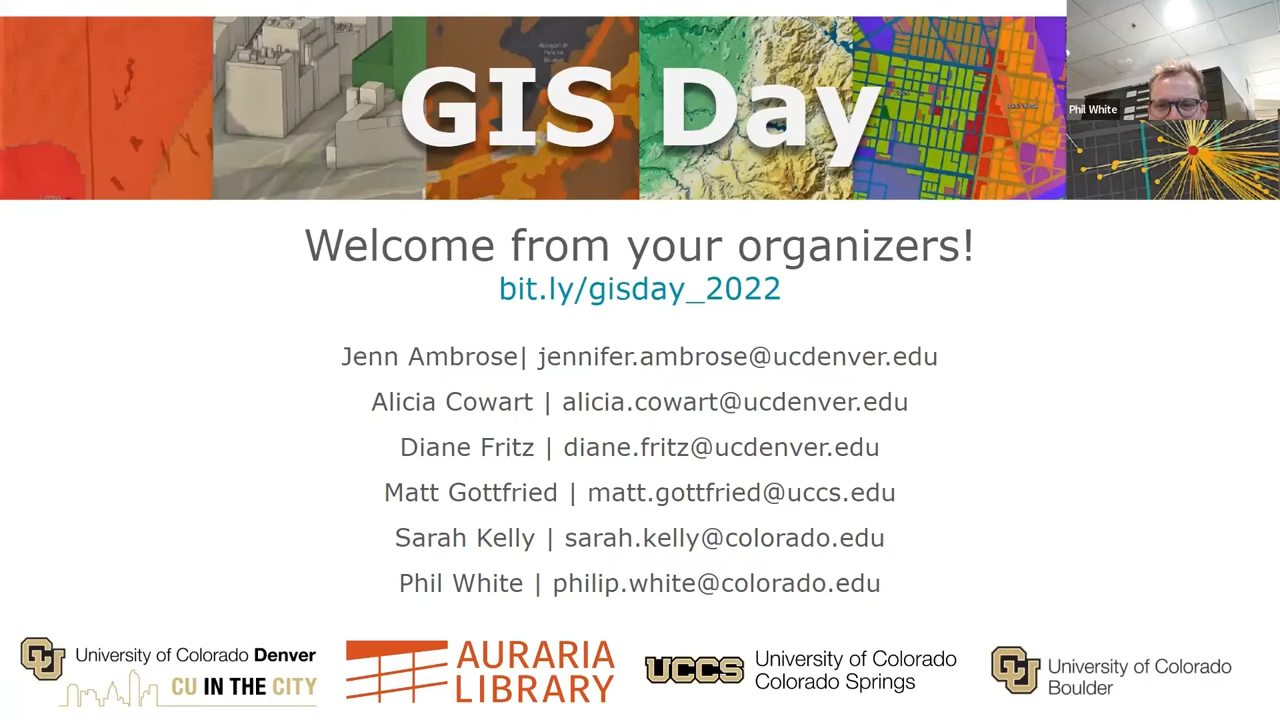 GIS Day
Phil White
Welcome from your organizers!
bit.ly/gisday_2022
Jenn Ambrose| jennifer.ambrose@ucdenver.edu
Alicia Cowart | alicia.cowart@ucdenver.edu
Diane Fritz | diane.fritz@ucdenver.edu
Matt Gottfried | matt.gottfried@uccs.edu
Sarah Kelly | sarah.kelly@colorado.edu
Phil White | philip.white@colorado.edu
CU University of Colorado Denver
CU IN THE CITY
AURARIA
LIBRARY
UCCS University of Colorado
Colorado Springs
CU University of Colorado
Boulder